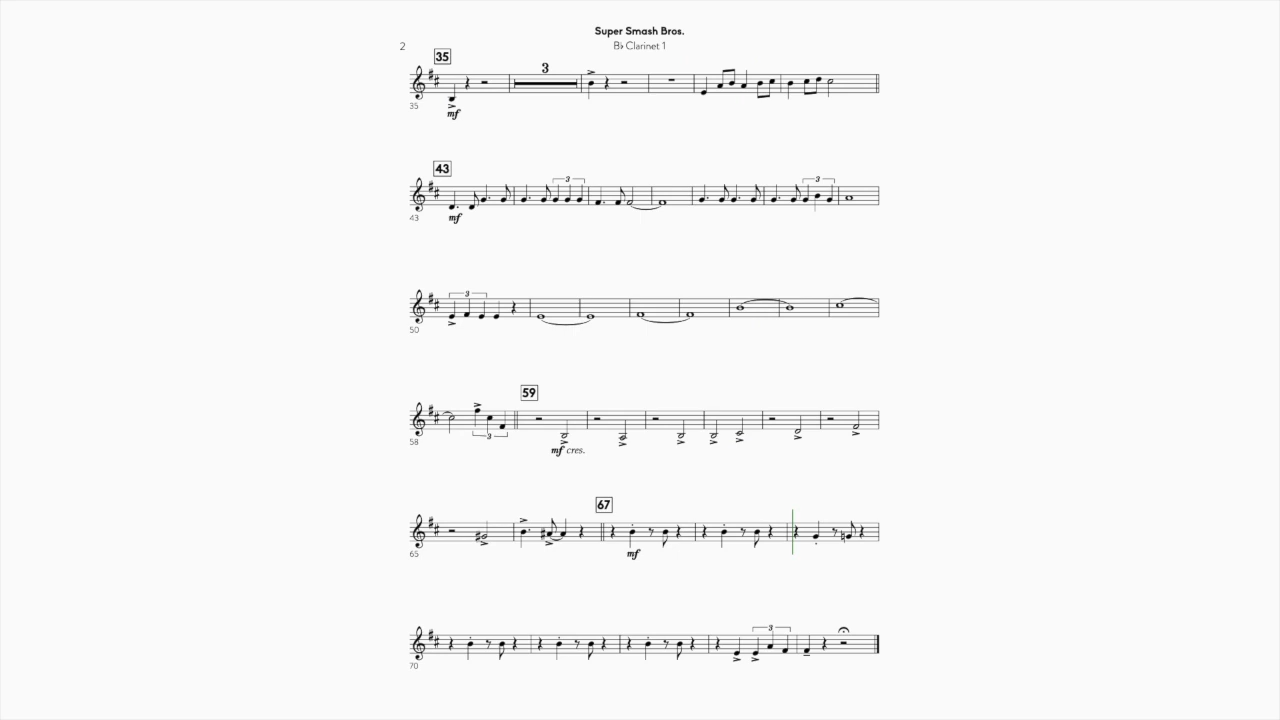 Super Smash Bros.
2
B♭ Clarinet 1
35
3
35
mf
43
3
3
43
mf
3
50
59
3
58
mf cres.
67
65
mf
3
70